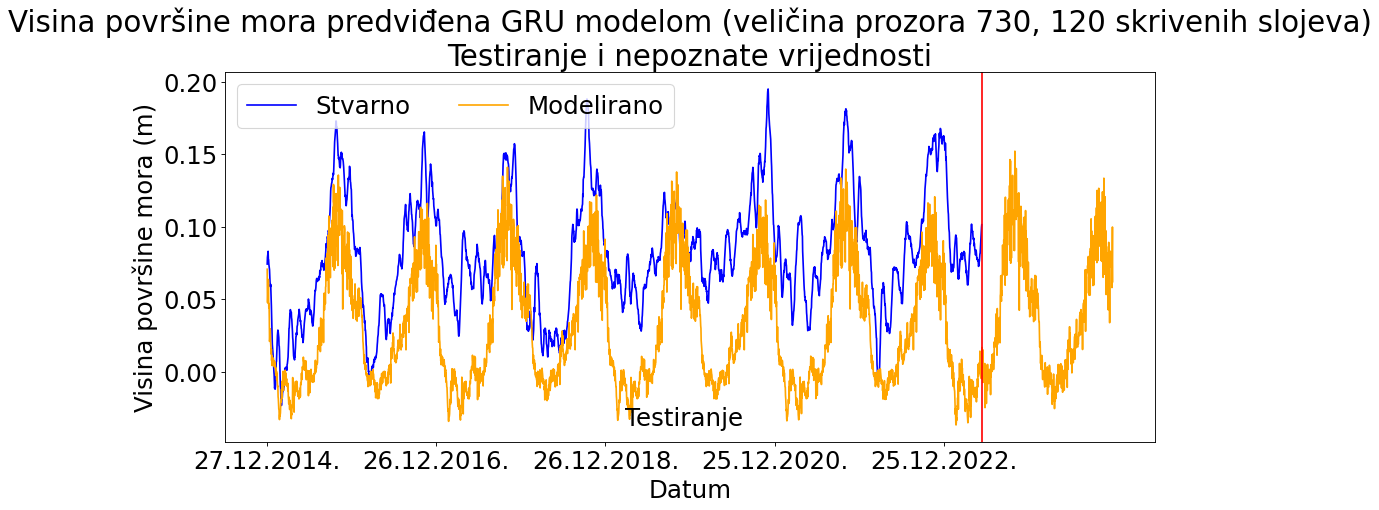 Visina površine mora predviđena GRU modelom (veličina prozora 730, 120 skrivenih slojeva)
Testiranje i nepoznate vrijednosti
Stvarno Modelirano
Visina površine mora (m)
0.20
0.15
0.10
0.05
0.00
Testiranje
27.12.2014. 26.12.2016. 26.12.2018. 25.12.2020. 25.12.2022.
Datum